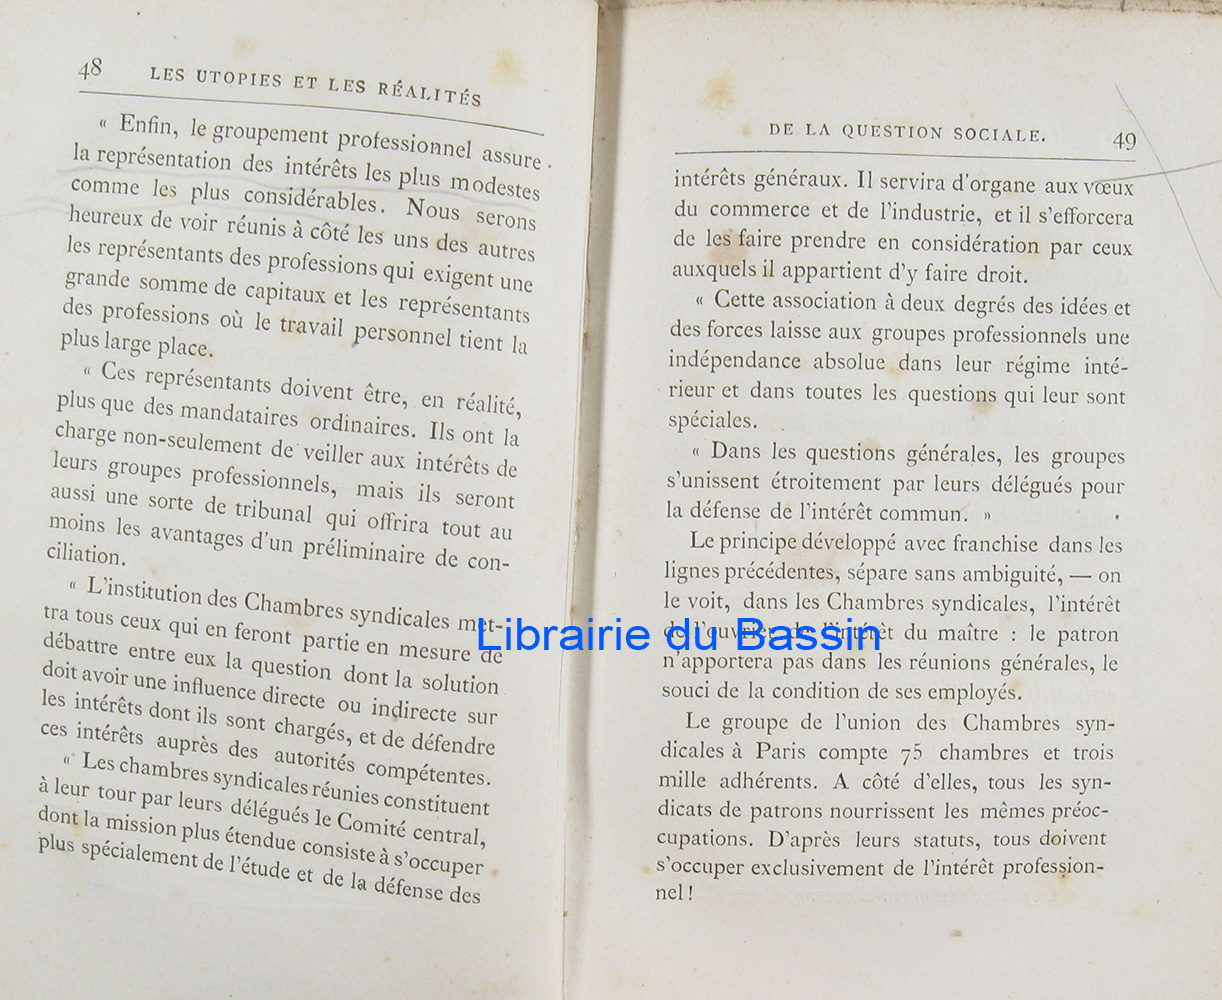 48 LES UTOPIES ET LES RÉALITÉS
« Enfin, le groupement professionnel assure
la représentation des intérêts les plus modestes
comme les plus considérables. Nous serons
heureux de voir réunis à côté les uns des autres
les représentants des professions qui exigent une
grande somme de capitaux et les représentants
des professions où le travail personnel tient la
plus large place.
« Ces représentants doivent être, en réalité,
plus que des mandataires ordinaires. Ils ont la
charge non-seulement de veiller aux intérêts de
leurs groupes professionnels, mais ils seront
aussi une sorte de tribunal qui offrira tout au
moins les avantages d'un préliminaire de con-
ciliation.
« L'institution des Chambres syndicales met-
tra tous ceux qui en feront partie en mesure de
débattre entre eux la question dont la solution
doit avoir une influence directe ou indirecte sur
les intérêts dont ils sont chargés, et de défendre
ces intérêts auprès des autorités compétentes.
« Les chambres syndicales réunies constituent
à leur tour par leurs délégués le Comité central,
dont la mission plus étendue consiste à s'occuper
plus spécialement de l'étude et de la défense des
DE LA QUESTION SOCIALE. 49
intérêts généraux. Il servira d'organe aux vœux
du commerce et de l'industrie, et il s'efforcera
de les faire prendre en considération par ceux
auxquels il appartient d'y faire droit.
« Cette association à deux degrés des idées et
des forces laisse aux groupes professionnels une
indépendance absolue dans leur régime inté-
rieur et dans toutes les questions qui leur sont
spéciales.
« Dans les questions générales, les groupes
s'unissent étroitement par leurs délégués pour
la défense de l'intérêt commun. »
Le principe développé avec franchise dans les
lignes précédentes, sépare sans ambiguité, — on
le voit, dans les Chambres syndicales, l'intérêt
de l'ouvrier de l'intérêt du maître : le patron
n'apportera pas dans les réunions générales, le
souci de la condition de ses employés.
Le groupe de l'union des Chambres syn-
dicales à Paris compte 75 chambres et trois
mille adhérents. A côté d'elles, tous les syn-
dicats de patrons nourrissent les mêmes préoc-
cupations. D'après leurs statuts, tous doivent
s'occuper exclusivement de l'intérêt profession-
nel !
Librairie du Bassin